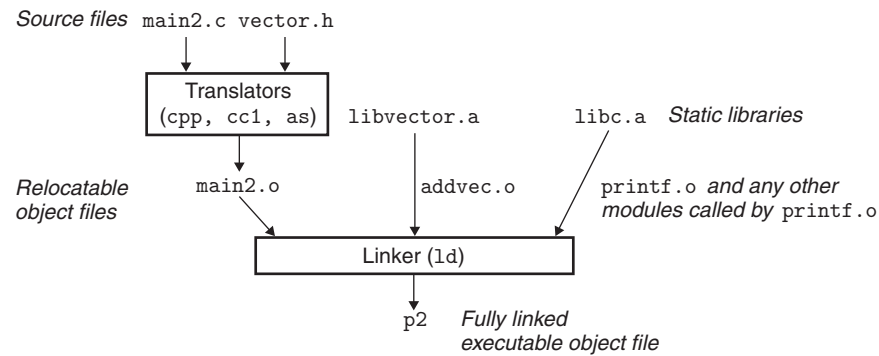 Source files main2.c vector.h
Translators
(cpp, cc1, as)
libvector.a
libc.a Static libraries
Relocatable
object files
main2.o
addvec.o
printf.o and any other
modules called by printf.o
Linker (ld)
p2
Fully linked
executable object file